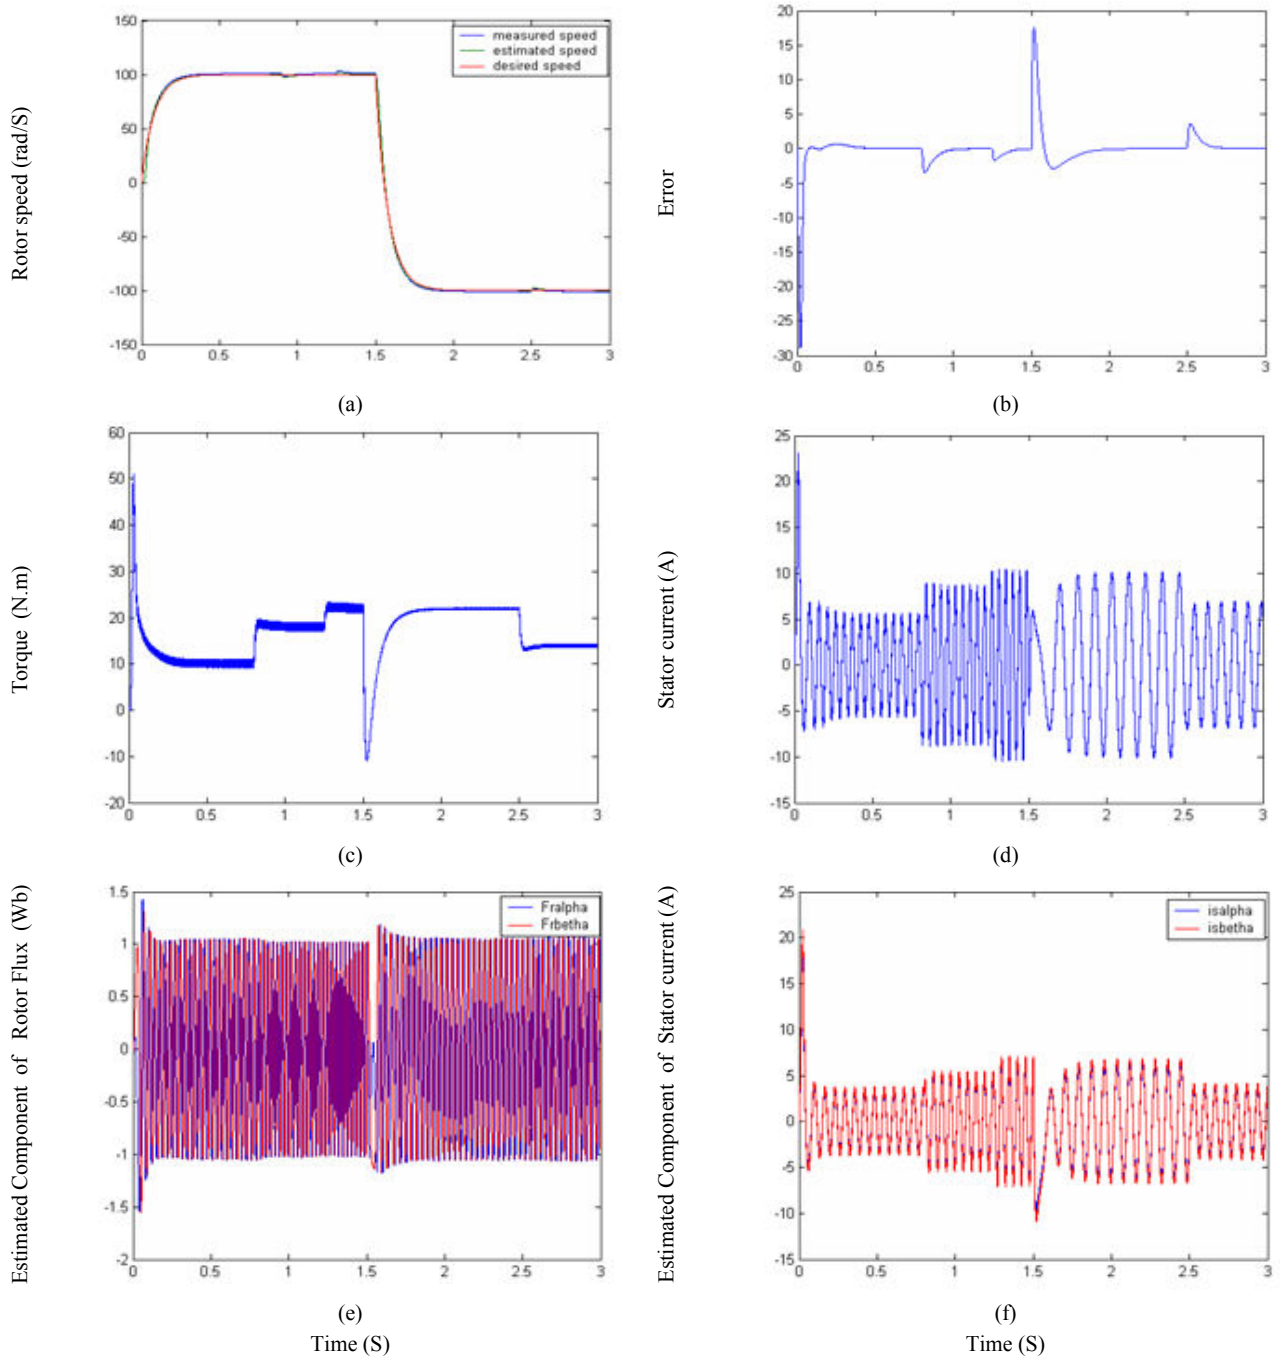 Rotor speed (rad/S)
150
100
50
0
-50
-100
-150
measured speed
estimated speed
desired speed
0 0.5 1 1.5 2 2.5 3
(a)
Error
20
15
10
5
0
-5
-10
-15
-20
-25
-30
0 0.5 1 1.5 2 2.5 3
(b)
Torque (N.m)
60
50
40
30
20
10
0
-10
-20
0 0.5 1 1.5 2 2.5 3
(c)
Stator current (A)
25
20
15
10
5
0
-5
-10
-15
0 0.5 1 1.5 2 2.5 3
(d)
Estimated Component of Rotor Flux (Wb)
1.5
1
0.5
0
-0.5
-1
-1.5
-2
Fralpha
Frbetha
0 0.5 1 1.5 2 2.5 3
(e)
Time (S)
Estimated Component of Stator current (A)
25
20
15
10
5
0
-5
-10
-15
isalpha
isbetha
0 0.5 1 1.5 2 2.5 3
(f)
Time (S)